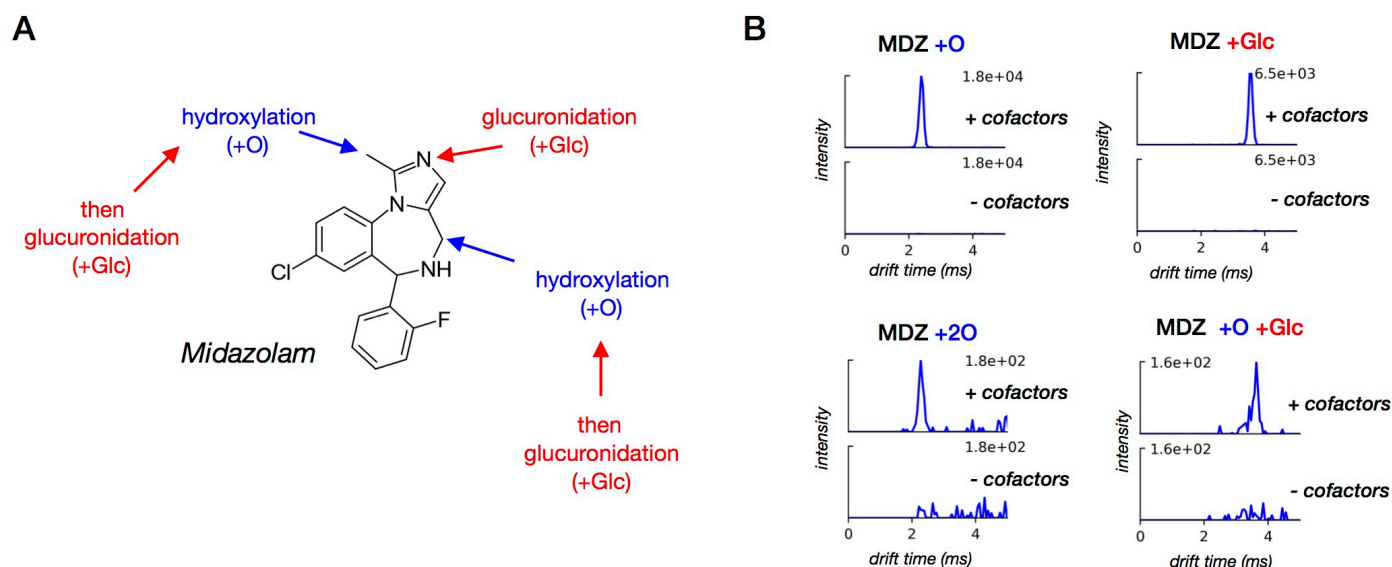 A
hydroxylation
(+O)
glucuronidation
(+Glc)
then
glucuronidation
(+Glc)
N
N
NH
Cl
F
hydroxylation
(+O)
Midazolam
then
glucuronidation
(+Glc)
B
MDZ +O
1.8e+04
+ cofactors
intensity
1.8e+04
- cofactors
0 2 4
drift time (ms)
MDZ +Glc
6.5e+03
+ cofactors
intensity
6.5e+03
- cofactors
0 2 4
drift time (ms)
MDZ +2O
1.8e+02
+ cofactors
intensity
1.8e+02
- cofactors
0 2 4
drift time (ms)
MDZ +O +Glc
1.6e+02
+ cofactors
intensity
1.6e+02
- cofactors
0 2 4
drift time (ms)